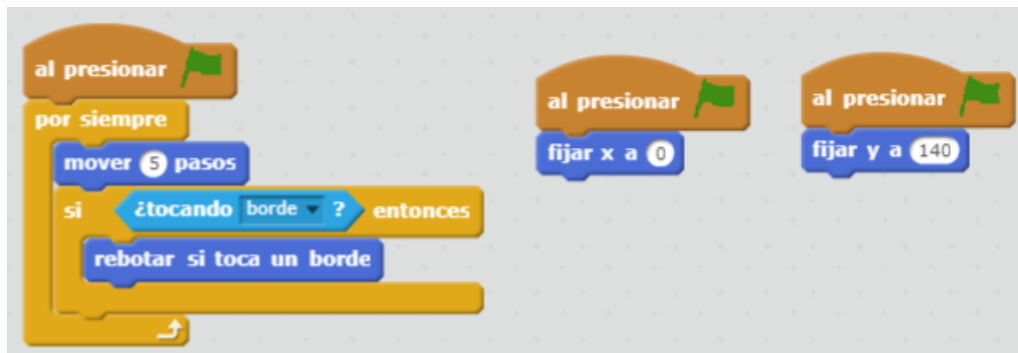 al presionar
por siempre
mover 5 pasos
si ¿tocando borde ? entonces
rebotar si toca un borde
al presionar
fijar x a 0
al presionar
fijar y a 140